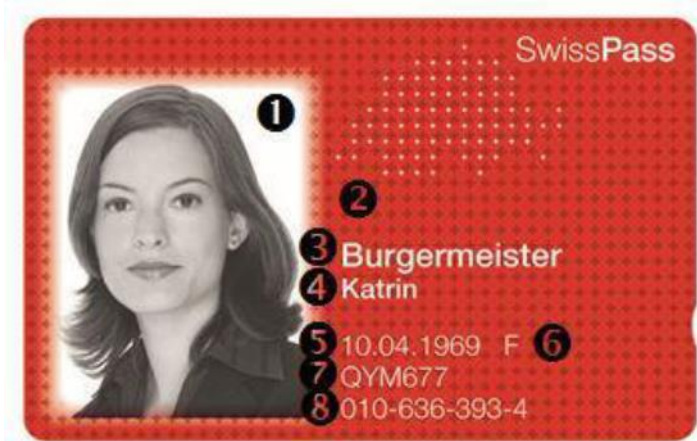 SwissPass
1
2
3 Burgermeister
4 Katrin
5 10.04.1969 F 6
7 QYM677
8 010-636-393-4